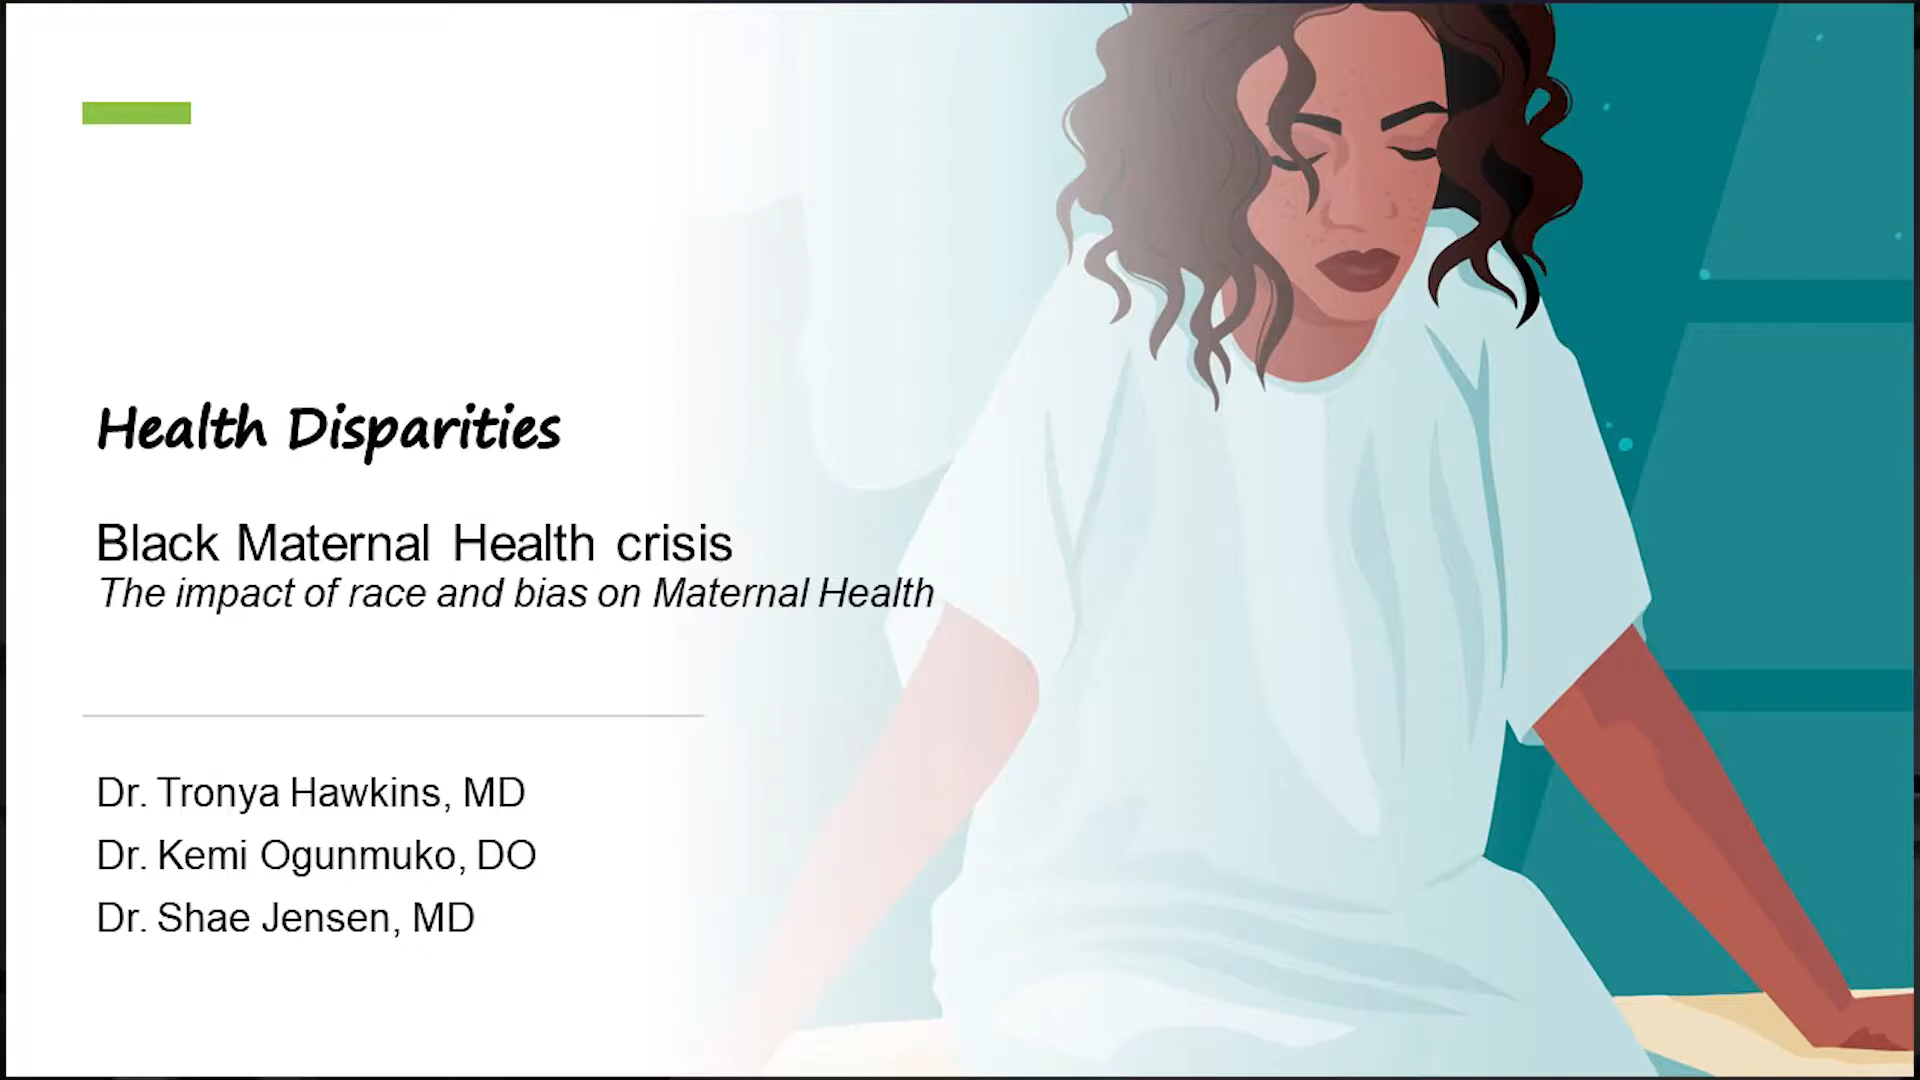 Health Disparities
Black Maternal Health crisis
The impact of race and bias on Maternal Health
Dr. Tronya Hawkins, MD
Dr. Kemi Ogunmuko, DO
Dr. Shae Jensen, MD